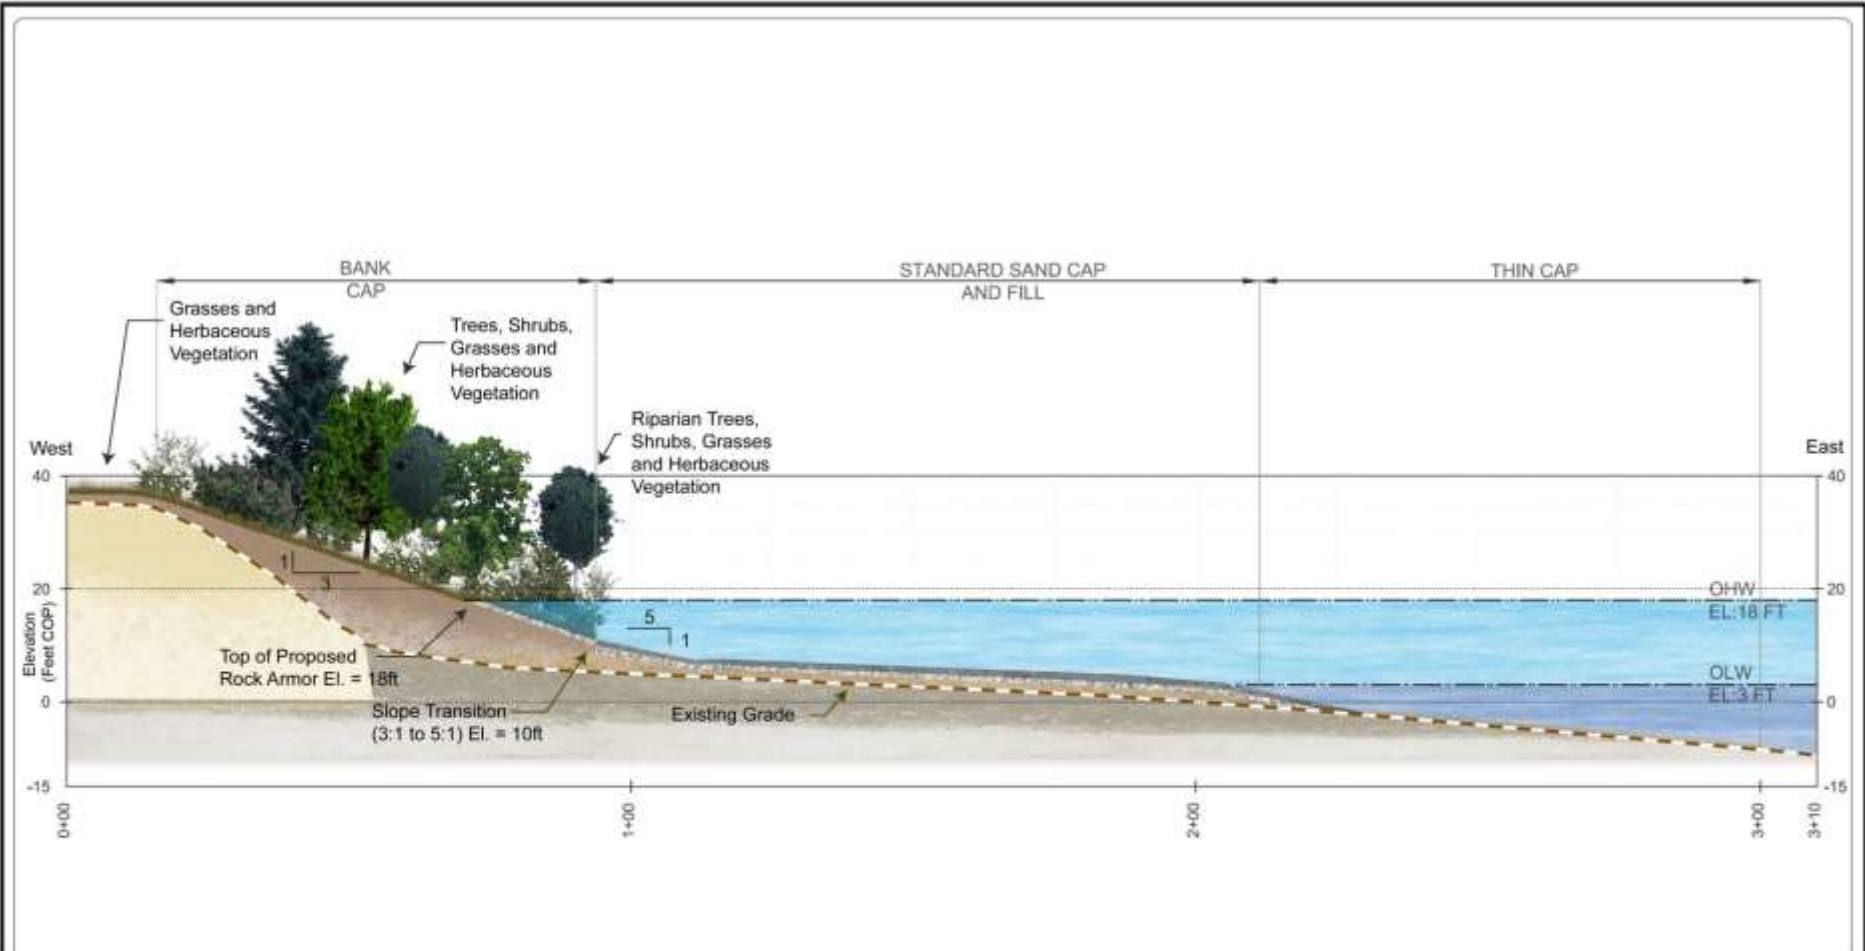 BANK
CAP
STANDARD SAND CAP
AND FILL
THIN CAP
Grasses and
Herbaceous
Vegetation
Trees, Shrubs,
Grasses and
Herbaceous
Vegetation
Riparian Trees,
Shrubs, Grasses
and Herbaceous
Vegetation
West
East
40
40
1
3
20
20
OHW
EL:18 FT
5
1
Elevation
(Feet COP)
Top of Proposed
Rock Armor El. = 18ft
OLW
EL:3 FT
0
0
Slope Transition
(3:1 to 5:1) El. = 10ft
Existing Grade
-15
-15
0+00
1+00
2+00
3+00
3+10